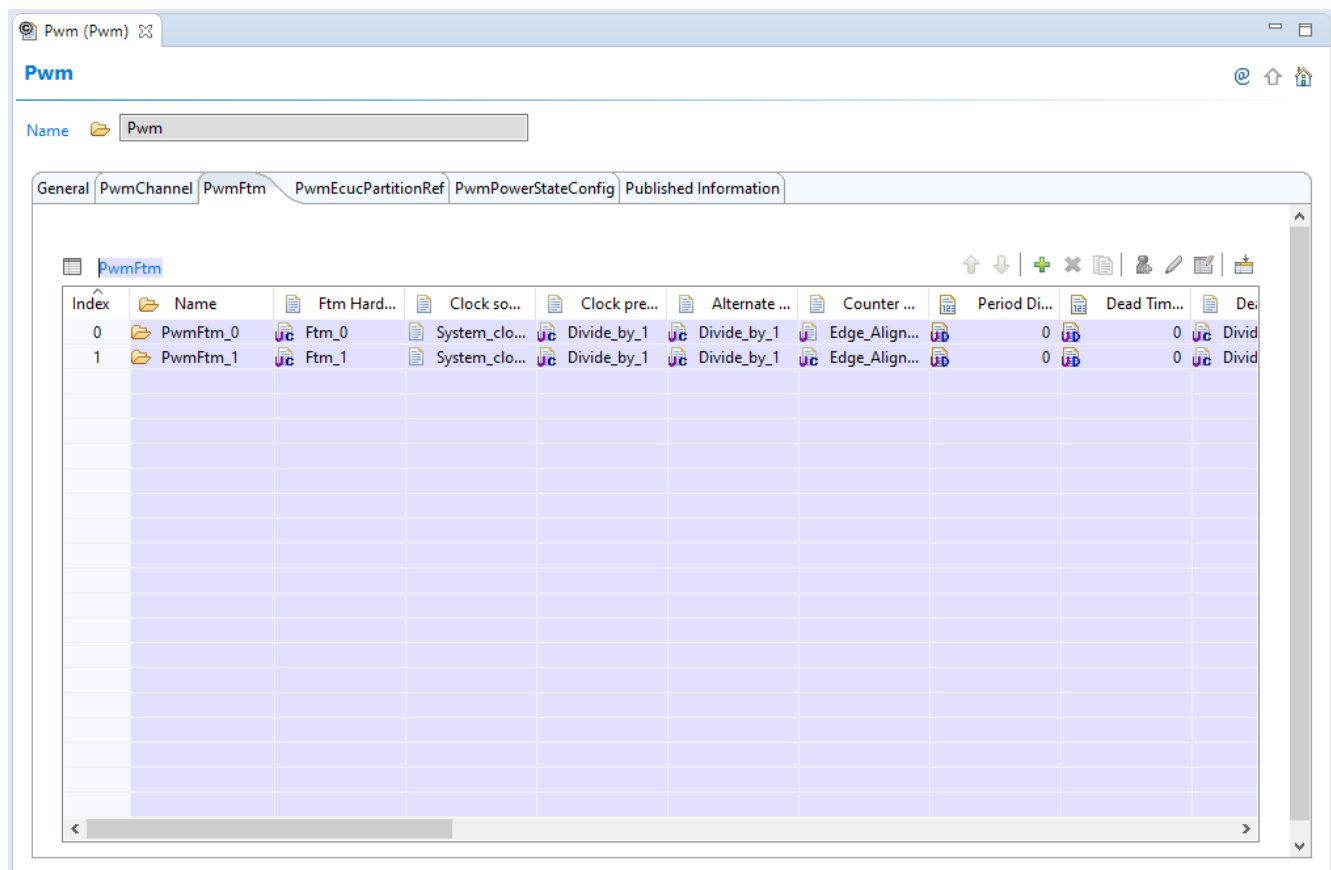 Pwm (Pwm)
Pwm
Name Pwm
General PwmChannel PwmFtm PwmEcucPartitionRef PwmPowerStateConfig Published Information
PwmFtm
Index Name Ftm Hard... Clock so... Clock pre... Alternate ... Counter ... Period Di... Dead Tim... Dea
0 PwmFtm_0 Ftm_0 System_clo... Divide_by_1 Divide_by_1 Edge_Align... 0 0 Divid
1 PwmFtm_1 Ftm_1 System_clo... Divide_by_1 Divide_by_1 Edge_Align... 0 0 Divid